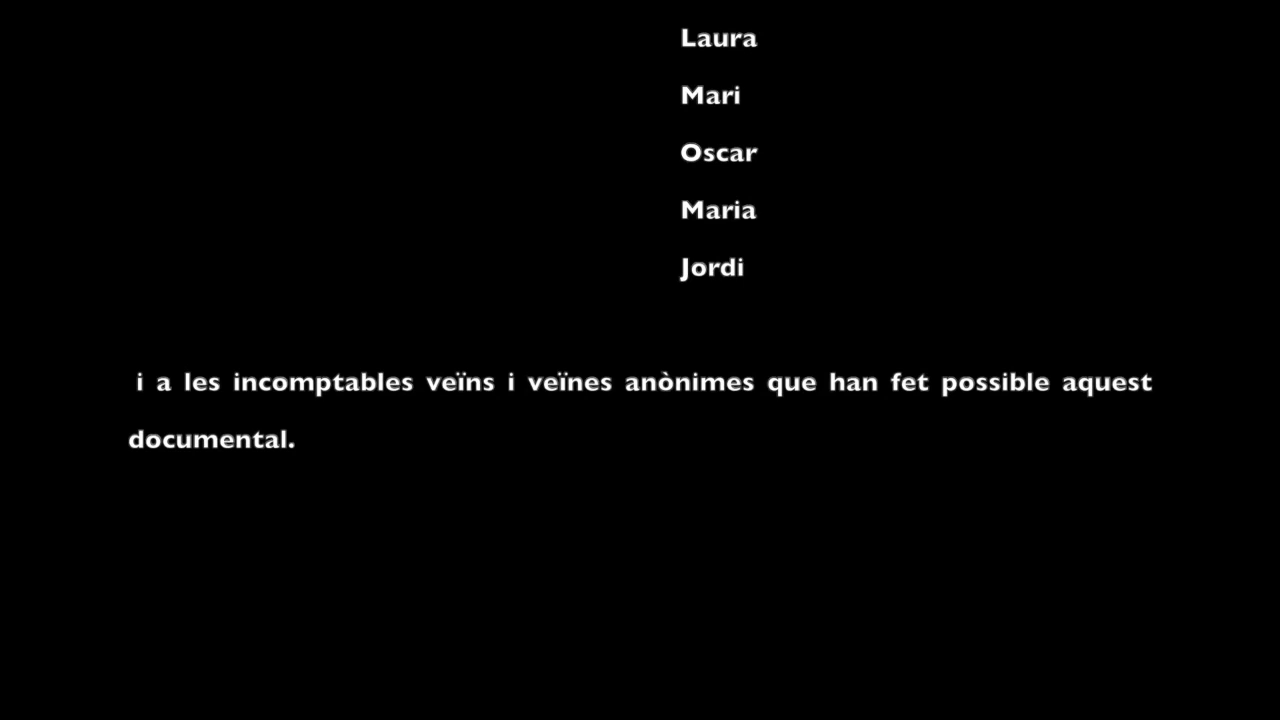 Laura
Mari
Oscar
Maria
Jordi
i a les incomptables veïns i veïnes anònimes que han fet possible aquest
documental.